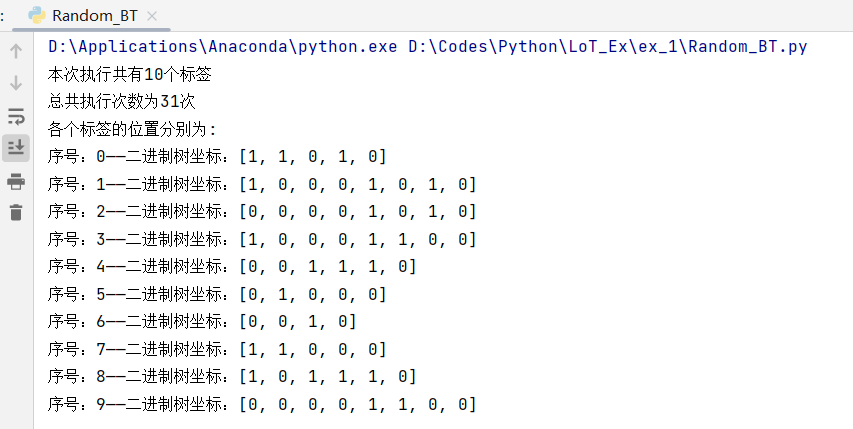 Random_BT
D:\Applications\Anaconda\python.exe D:\Codes\Python\LoT_Ex\ex_1\Random_BT.py
本次执行共有10个标签
总共执行次数为31次
各个标签的位置分别为:
序号：0——二进制树坐标：[1, 1, 0, 1, 0]
序号：1——二进制树坐标：[1, 0, 0, 0, 1, 0, 1, 0]
序号：2——二进制树坐标：[0, 0, 0, 0, 1, 0, 1, 0]
序号：3——二进制树坐标：[1, 0, 0, 0, 1, 1, 0, 0]
序号：4——二进制树坐标：[0, 0, 1, 1, 1, 0]
序号：5——二进制树坐标：[0, 1, 0, 0, 0]
序号：6——二进制树坐标：[0, 0, 1, 0]
序号：7——二进制树坐标：[1, 1, 0, 0, 0]
序号：8——二进制树坐标：[1, 0, 1, 1, 1, 0]
序号：9——二进制树坐标：[0, 0, 0, 0, 1, 1, 0, 0]